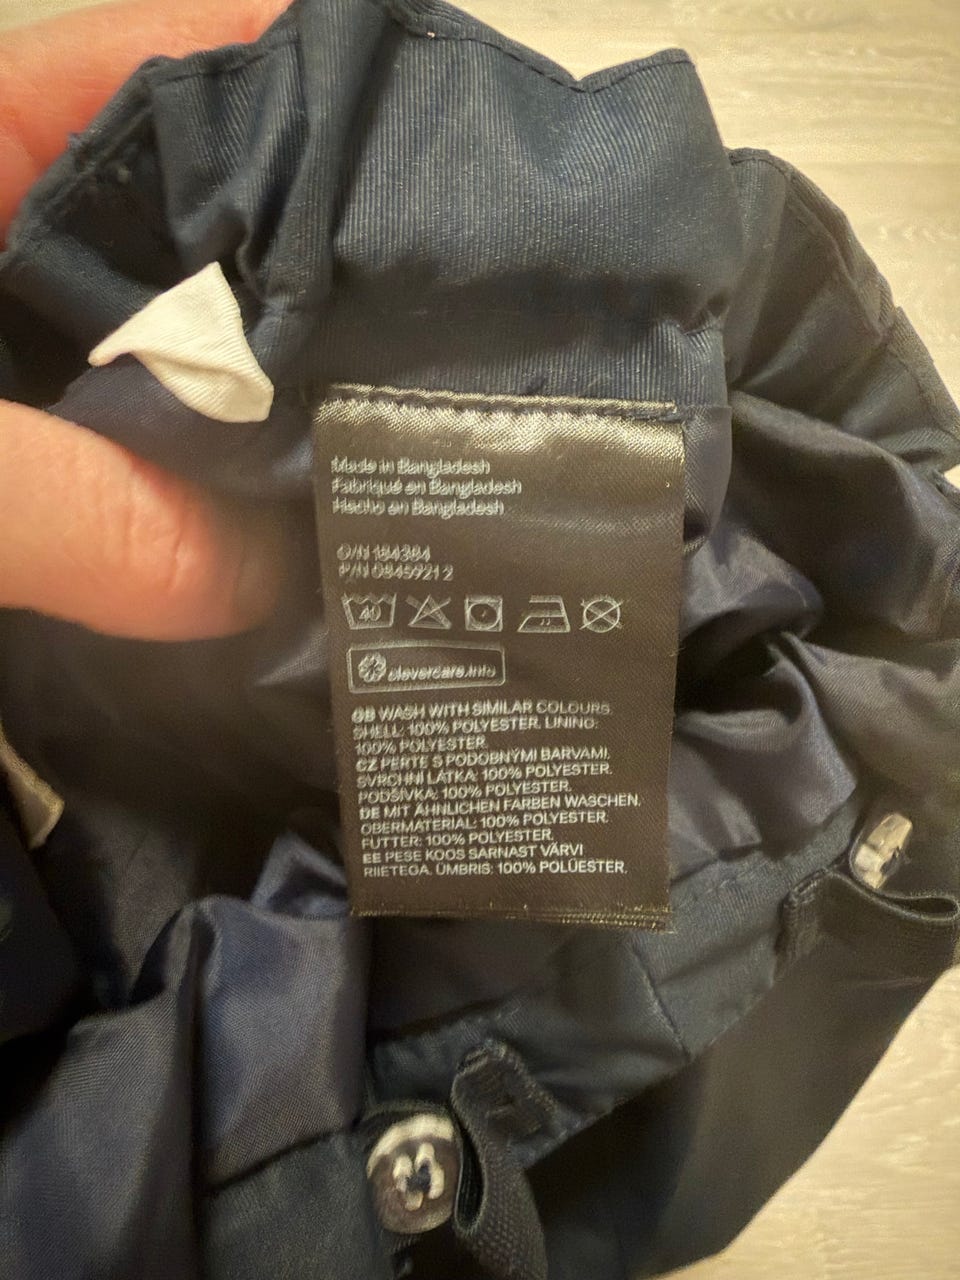 Made in Bangladesh
Fabriqué en Bangladesh
Hecho en Bangladesh
O/N 184384
P/N 08459212
40
clevercare.info
GB WASH WITH SIMILAR COLOURS.
SHELL: 100% POLYESTER. LINING:
100% POLYESTER.
CZ PERTE S PODOBNÝMI BARVAMI.
SVRCHNÍ LÁTKA: 100% POLYESTER.
PODŠÍVKA: 100% POLYESTER.
DE MIT ÄHNLICHEN FARBEN WASCHEN.
OBERMATERIAL: 100% POLYESTER.
FUTTER: 100% POLYESTER.
EE PESE KOOS SARNAST VÄRVI
RIIETEGA. ÜMBRIS: 100% POLÜESTER.